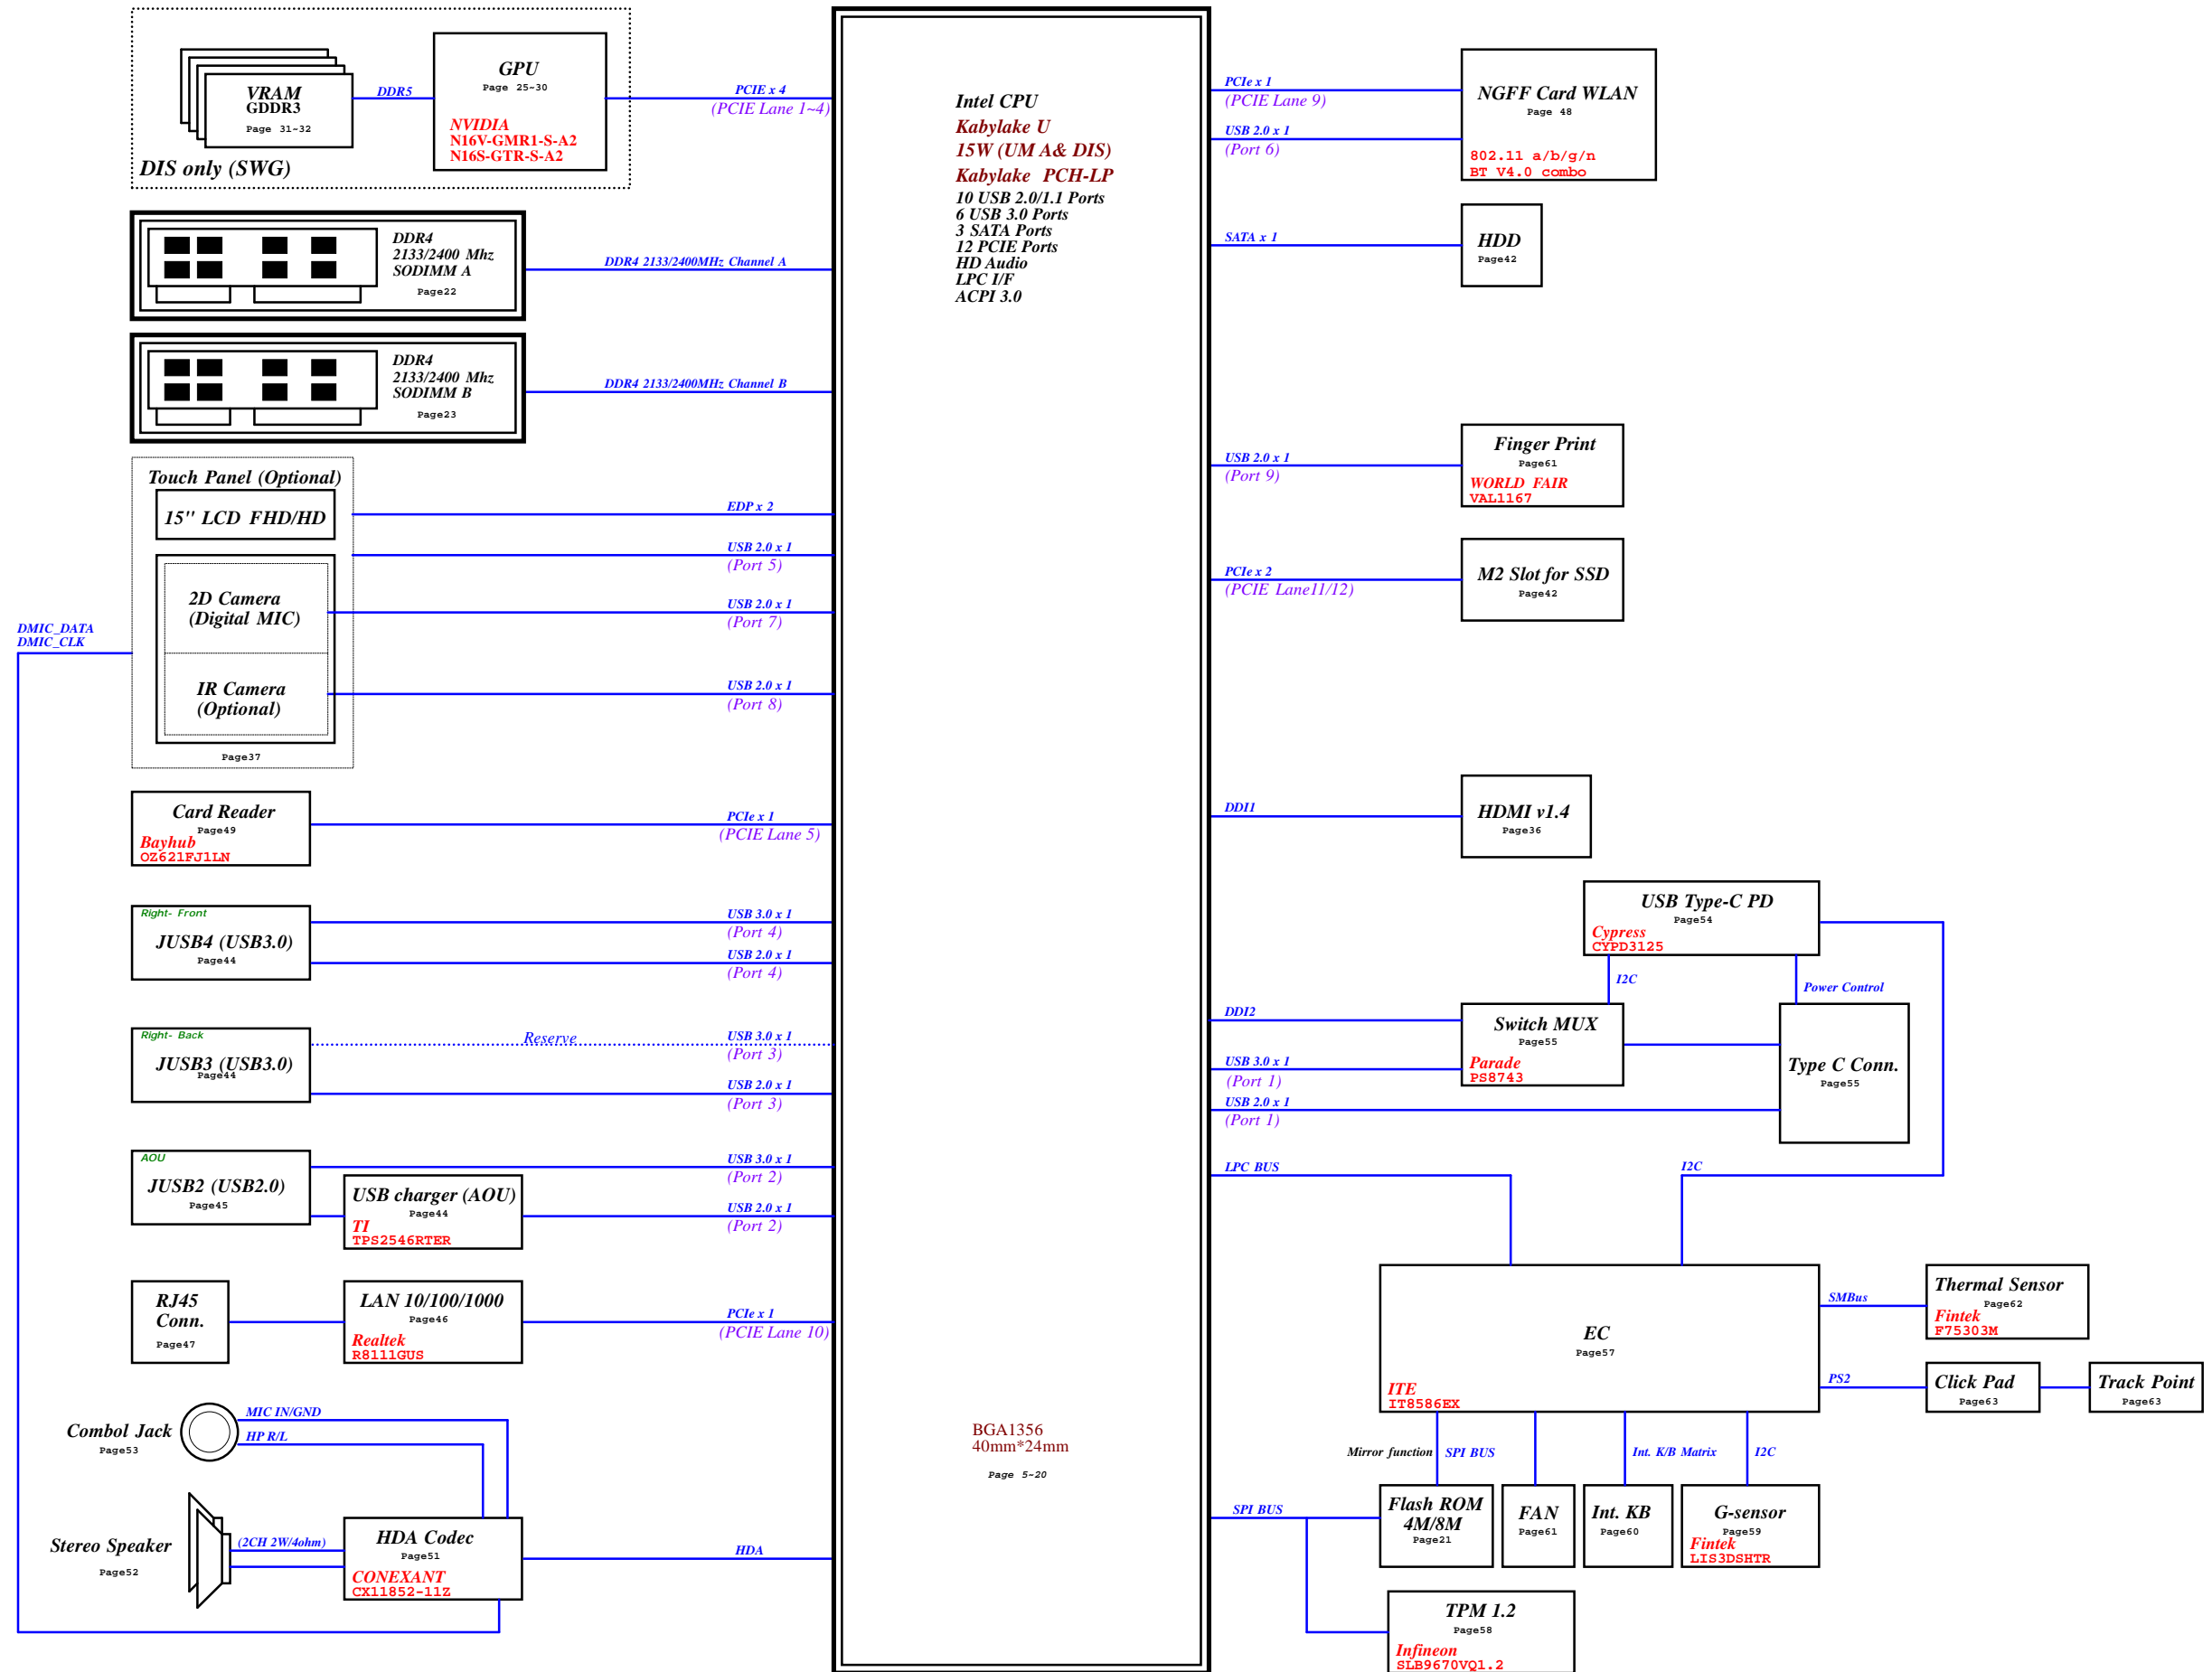 VRAM
GDDR3
Page 31~32
DDR5
GPU
Page 25~30
NVIDIA
N16V-GMR1-S-A2
N16S-GTR-S-A2
DIS only (SWG)
PCIE x 4
(PCIE Lane 1~4)
DDR4
2133/2400 Mhz
SODIMM A
Page22
DDR4 2133/2400MHz Channel A
DDR4
2133/2400 Mhz
SODIMM B
Page23
DDR4 2133/2400MHz Channel B
Touch Panel (Optional)
15" LCD FHD/HD
EDP x 2
USB 2.0 x 1
(Port 5)
2D Camera
(Digital MIC)
USB 2.0 x 1
(Port 7)
DMIC_DATA
DMIC_CLK
IR Camera
(Optional)
USB 2.0 x 1
(Port 8)
Page37
Card Reader
Page49
Bayhub
OZ621FJ1LN
PCIe x 1
(PCIE Lane 5)
Right- Front
JUSB4 (USB3.0)
Page44
USB 3.0 x 1
(Port 4)
USB 2.0 x 1
(Port 4)
Right- Back
JUSB3 (USB3.0)
Page44
Reserve
USB 3.0 x 1
(Port 3)
USB 2.0 x 1
(Port 3)
AOU
JUSB2 (USB2.0)
Page45
USB 3.0 x 1
(Port 2)
USB charger (AOU)
Page44
TI
TPS2546RTER
USB 2.0 x 1
(Port 2)
RJ45
Conn.
Page47
LAN 10/100/1000
Page46
Realtek
R8111GUS
PCIe x 1
(PCIE Lane 10)
Combol Jack
Page53
MIC IN/GND
HP R/L
Stereo Speaker
Page52
(2CH 2W/4ohm)
HDA Codec
Page51
CONEXANT
CX11852-11Z
HDA
Intel CPU
Kabylake U
15W (UM A& DIS)
Kabylake PCH-LP
10 USB 2.0/1.1 Ports
6 USB 3.0 Ports
3 SATA Ports
12 PCIE Ports
HD Audio
LPC I/F
ACPI 3.0
BGA1356
40mm*24mm
Page 5~20
PCIe x 1
(PCIE Lane 9)
USB 2.0 x 1
(Port 6)
NGFF Card WLAN
Page 48
802.11 a/b/g/n
BT V4.0 combo
SATA x 1
HDD
Page42
USB 2.0 x 1
(Port 9)
Finger Print
Page61
WORLD FAIR
VAL1167
PCIe x 2
(PCIE Lane11/12)
M2 Slot for SSD
Page42
DDI1
HDMI v1.4
Page36
USB Type-C PD
Page54
Cypress
CYPD3125
I2C
Power Control
DDI2
USB 3.0 x 1
(Port 1)
USB 2.0 x 1
(Port 1)
Switch MUX
Page55
Parade
PS8743
Type C Conn.
Page55
LPC BUS
I2C
EC
Page57
ITE
IT8586EX
SMBus
Thermal Sensor
Page62
Fintek
F75303M
PS2
Click Pad
Page63
Track Point
Page63
Mirror function
SPI BUS
Int. K/B Matrix
I2C
SPI BUS
Flash ROM
4M/8M
Page21
FAN
Page61
Int. KB
Page60
G-sensor
Page59
Fintek
LIS3DSHTR
TPM 1.2
Page58
Infineon
SLB9670VQ1.2